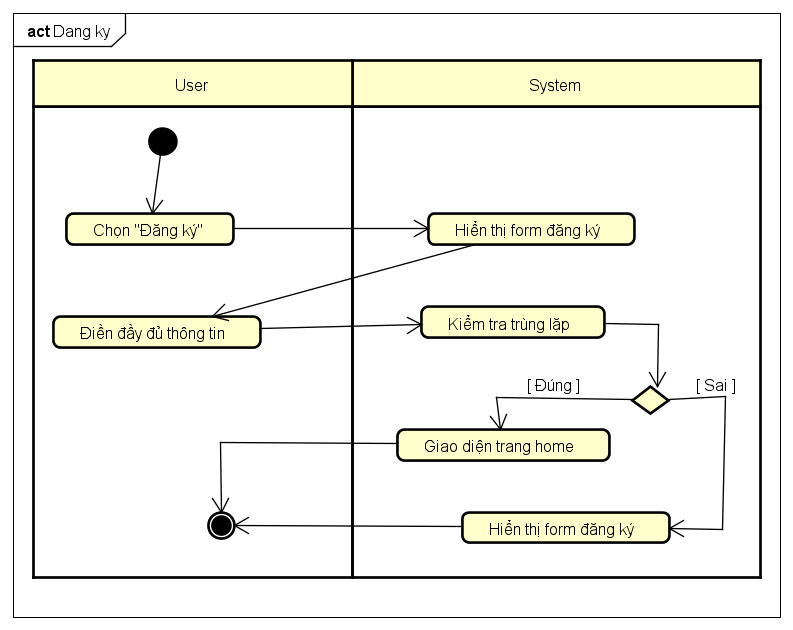 act Dang ky
User
System
Chọn "Đăng ký"
Hiển thị form đăng ký
Điền đầy đủ thông tin
Kiểm tra trùng lặp
[ Đúng ]
[ Sai ]
Giao diện trang home
Hiển thị form đăng ký